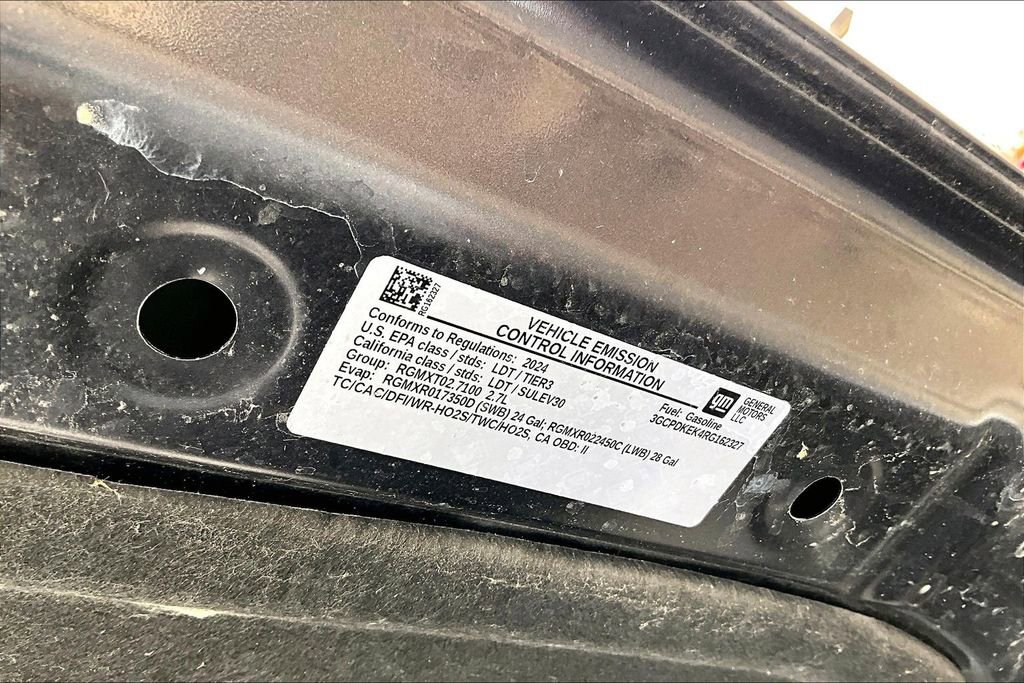 RG162327
VEHICLE EMISSION
CONTROL INFORMATION
Conforms to Regulations: 2024
U.S. EPA class / stds: LDT / TIER3
California class / stds: LDT / SULEV30
Group: RGMXT02.7100 2.7L
Evap: RGMXR017350D (SWB) 24 Gal; RGMXR022450C (LWB) 28 Gal
TC/CAC/DFI/WR-HO2S/TWC/HO2S, CA OBD: II
Fuel: Gasoline
3GCPDKEK4RG162327
gm
GENERAL
MOTORS
LLC